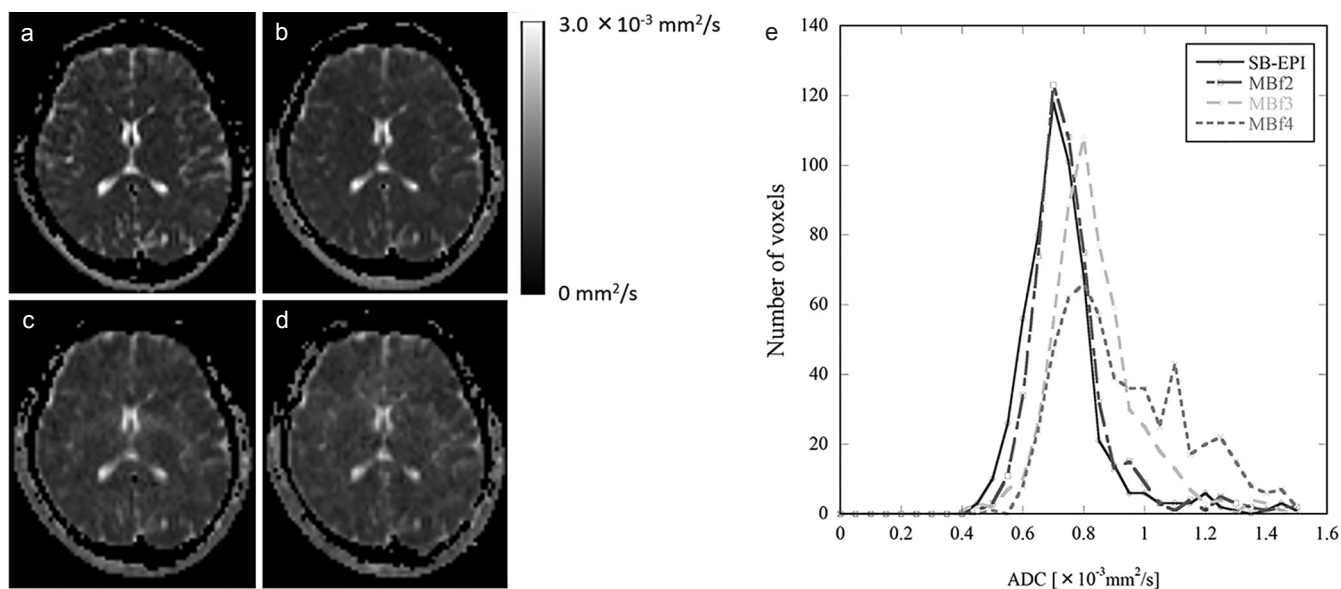 a
b
3.0 ×10⁻³ mm²/s
0 mm²/s
c
d
e
140
120
100
80
60
40
20
0
Number of voxels
SB-EPI
MBf2
MBf3
MBf4
0 0.2 0.4 0.6 0.8 1 1.2 1.4 1.6
ADC [×10⁻³mm²/s]